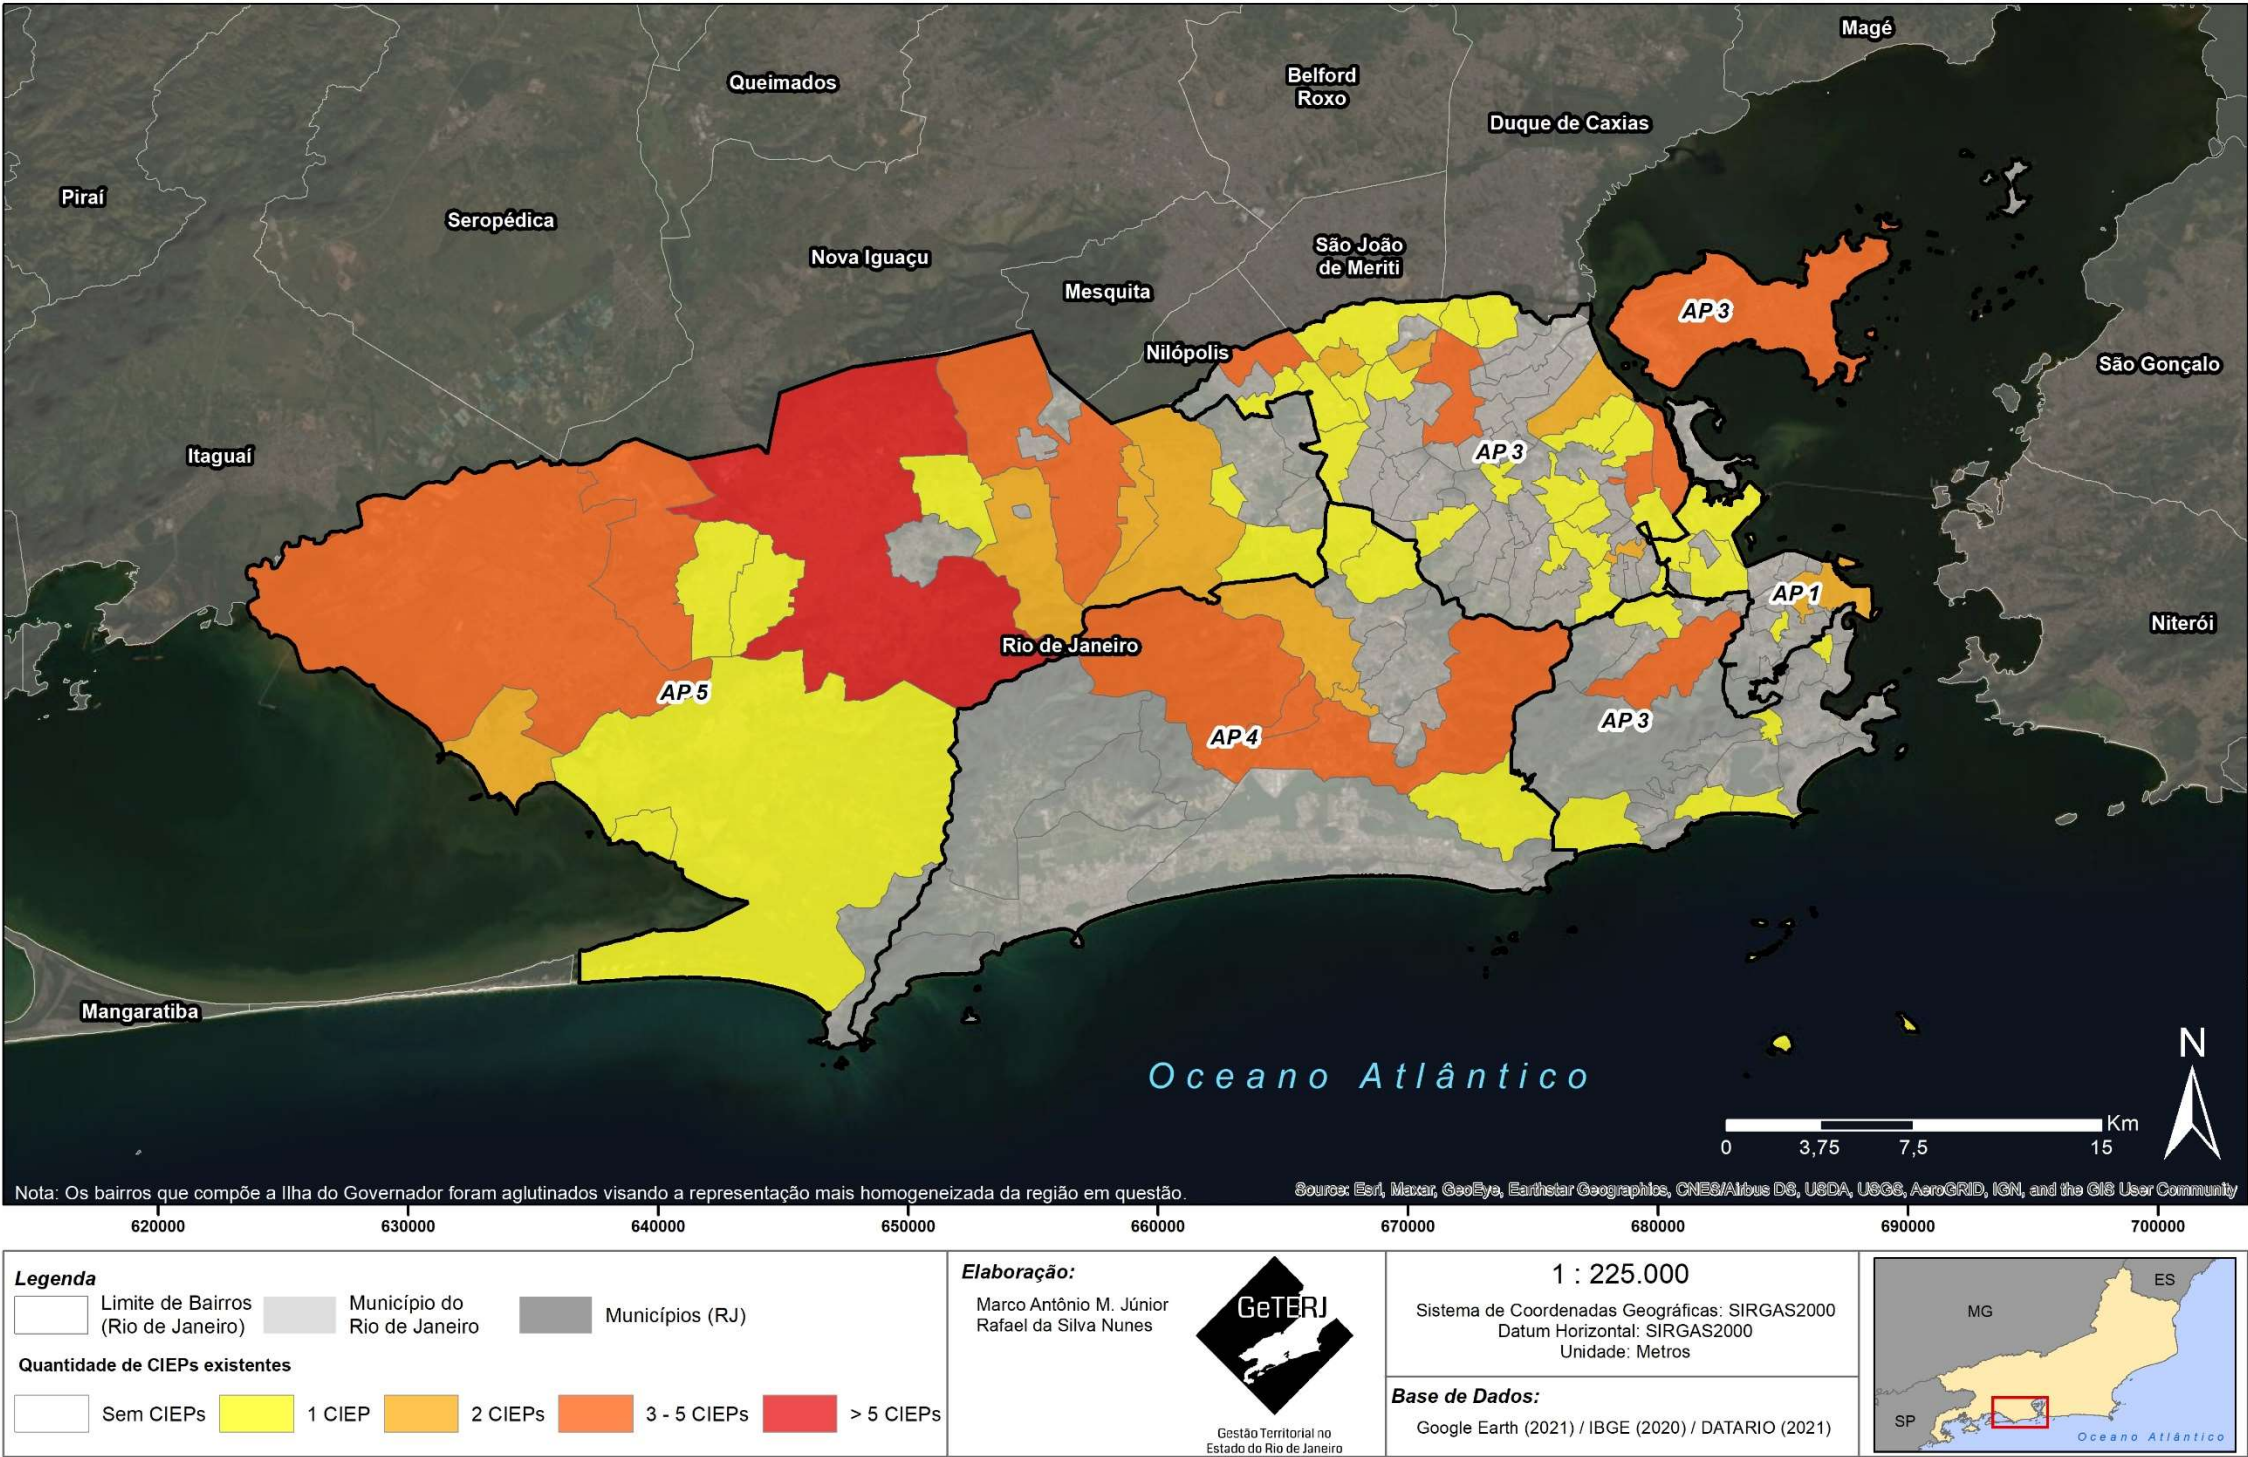 Magé
Queimados
Belford
Roxo
Duque de Caxias
Piraí
Seropédica
Nova Iguaçu
São João
de Meriti
Mesquita
AP 3
Nilópolis
São Gonçalo
Itaguaí
AP 3
AP 1
Niterói
Rio de Janeiro
AP 5
AP 3
AP 4
Mangaratiba
N
Oceano Atlântico
Km
0 3,75 7,5 15
Nota: Os bairros que compõe a Ilha do Governador foram aglutinados visando a representação mais homogeneizada da região em questão.
Source: Esri, Maxar, GeoEye, Earthstar Geographics, CNES/Airbus DS, USDA, USGS, AeroGRID, IGN, and the GIS User Community
620000 630000 640000 650000 660000 670000 680000 690000 700000
Legenda
Limite de Bairros
(Rio de Janeiro)
Município do
Rio de Janeiro
Municípios (RJ)
Quantidade de CIEPs existentes
Sem CIEPs 1 CIEP 2 CIEPs 3 - 5 CIEPs > 5 CIEPs
Elaboração:
Marco Antônio M. Júnior
Rafael da Silva Nunes
GeTERJ
Gestão Territorial no
Estado do Rio de Janeiro
1 : 225.000
Sistema de Coordenadas Geográficas: SIRGAS2000
Datum Horizontal: SIRGAS2000
Unidade: Metros
Base de Dados:
Google Earth (2021) / IBGE (2020) / DATARIO (2021)
ES
MG
SP
Oceano Atlântico